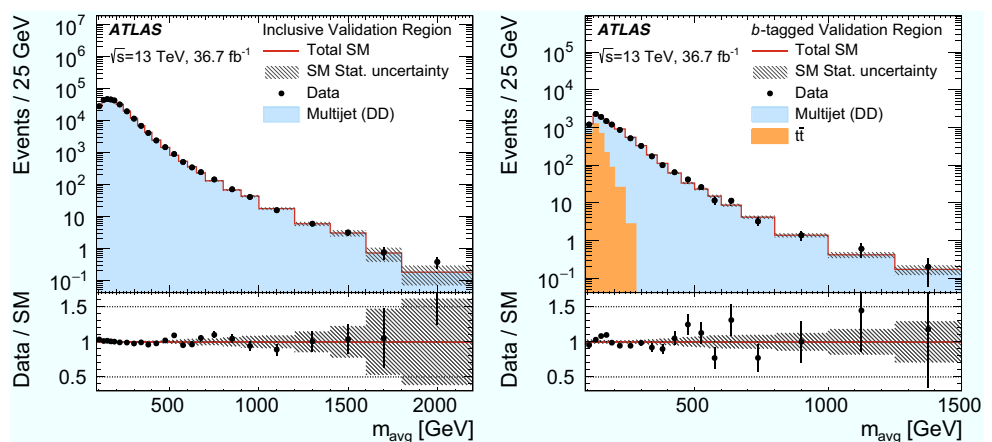 ATLAS
√s=13 TeV, 36.7 fb⁻¹
Inclusive Validation Region
Total SM
SM Stat. uncertainty
Data
Multijet (DD)
Events / 25 GeV
10⁷
10⁶
10⁵
10⁴
10³
10²
10
1
10⁻¹
Data / SM
1.5
1
0.5
500 1000 1500 2000
m_avg [GeV]
ATLAS
√s=13 TeV, 36.7 fb⁻¹
b-tagged Validation Region
Total SM
SM Stat. uncertainty
Data
Multijet (DD)
tt̄
Events / 25 GeV
10⁵
10⁴
10³
10²
10
1
10⁻¹
Data / SM
1.5
1
0.5
500 1000 1500
m_avg [GeV]